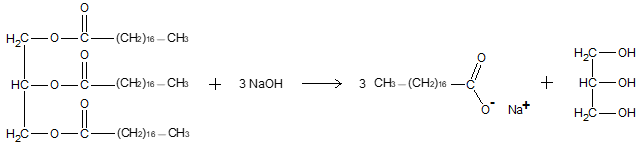 O
H₂C—O—C—(CH₂)₁₆—CH₃
O
HC—O—C—(CH₂)₁₆—CH₃ + 3 NaOH → 3 CH₃—(CH₂)₁₆—C O O⁻ Na⁺ + H₂C—OH HC—OH H₂C—OH
O
H₂C—O—C—(CH₂)₁₆—CH₃